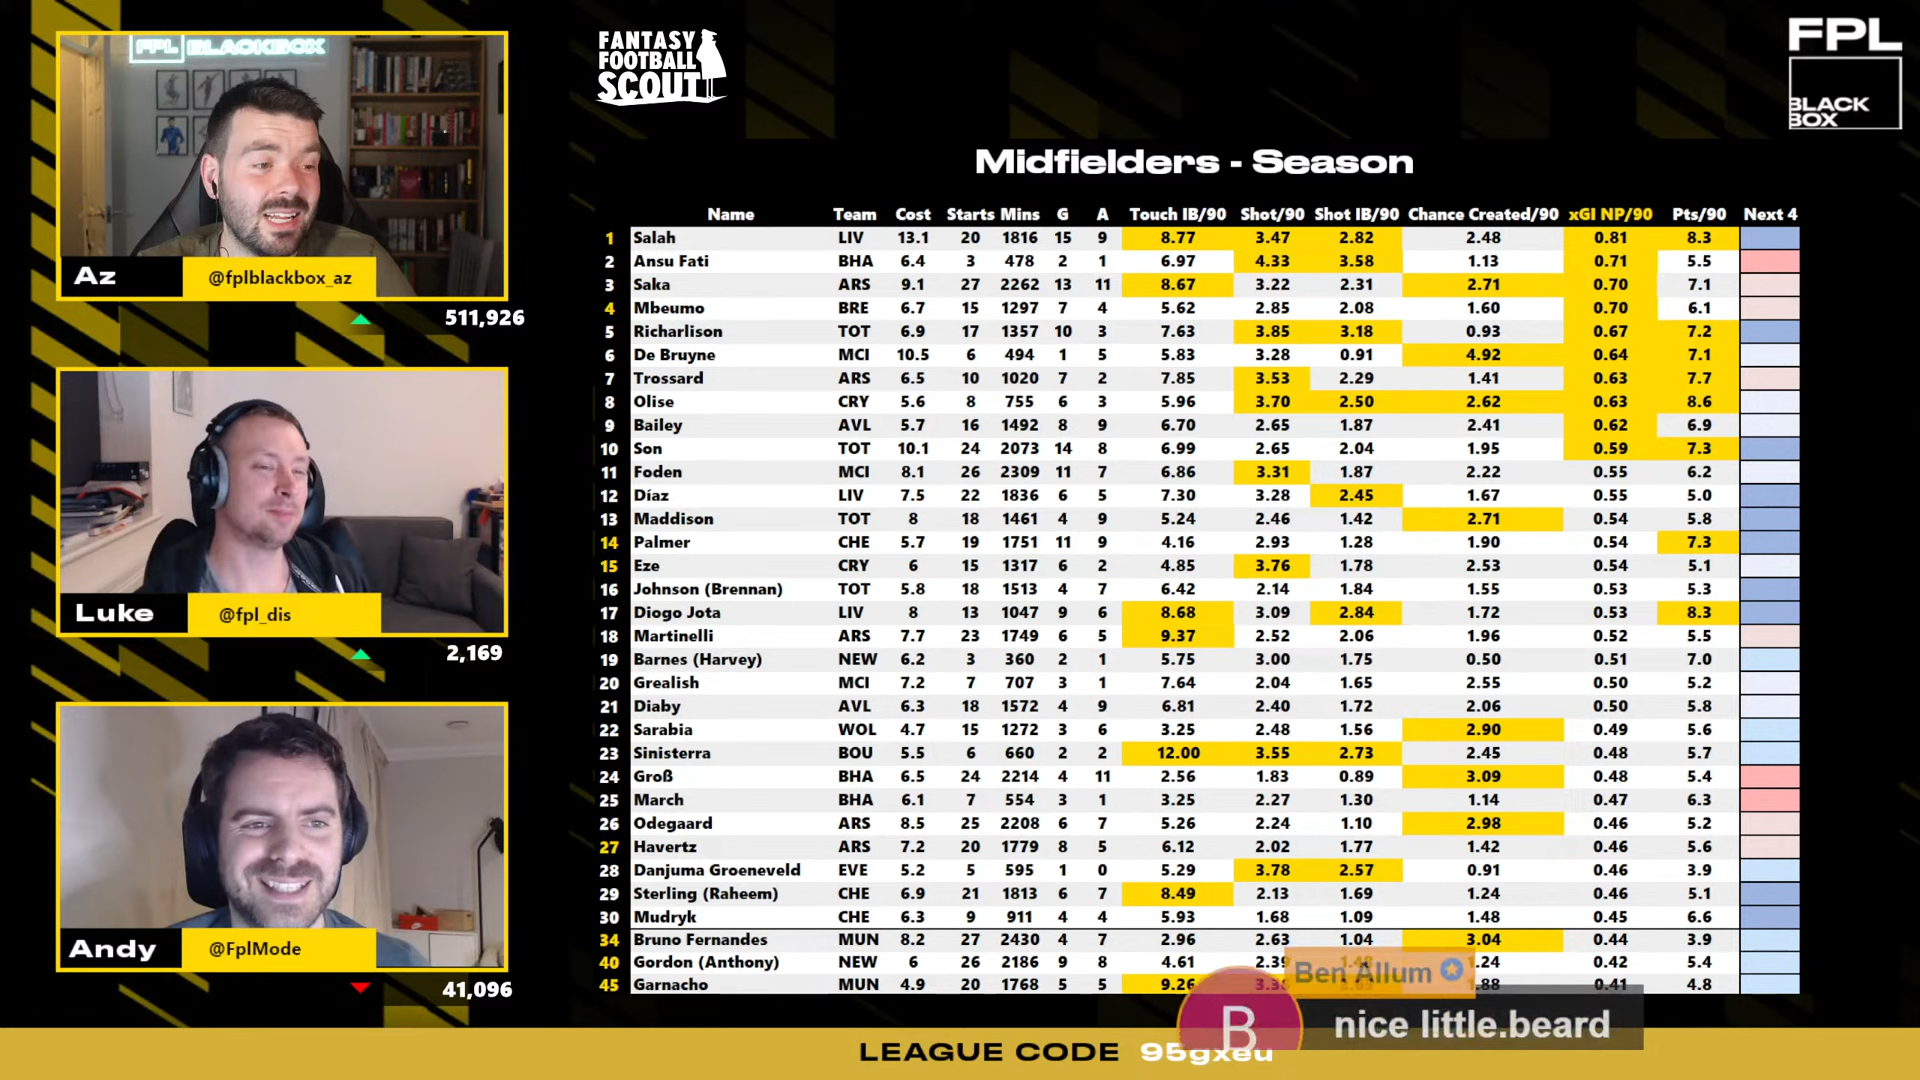 FPL BLACKBOX
Az
@fplblackbox_az
511,926
Luke
@fpl_dis
2,169
Andy
@FplMode
41,096
FANTASY
FOOTBALL
SCOUT
FPL
BLACK
BOX
Midfielders - Season
Name Team Cost Starts Mins G A Touch IB/90 Shot/90 Shot IB/90 Chance Created/90 xGI NP/90 Pts/90 Next 4
1 Salah LIV 13.1 20 1816 15 9 8.77 3.47 2.82 2.48 0.81 8.3
2 Ansu Fati BHA 6.4 3 478 2 1 6.97 4.33 3.58 1.13 0.71 5.5
3 Saka ARS 9.1 27 2262 13 11 8.67 3.22 2.31 2.71 0.70 7.1
4 Mbeumo BRE 6.7 15 1297 7 4 5.62 2.85 2.08 1.60 0.70 6.1
5 Richarlison TOT 6.9 17 1357 10 3 7.63 3.85 3.18 0.93 0.67 7.2
6 De Bruyne MCI 10.5 6 494 1 5 5.83 3.28 0.91 4.92 0.64 7.1
7 Trossard ARS 6.5 10 1020 7 2 7.85 3.53 2.29 1.41 0.63 7.7
8 Olise CRY 5.6 8 755 6 3 5.96 3.70 2.50 2.62 0.63 8.6
9 Bailey AVL 5.7 16 1492 8 9 6.70 2.65 1.87 2.41 0.62 6.9
10 Son TOT 10.1 24 2073 14 8 6.99 2.65 2.04 1.95 0.59 7.3
11 Foden MCI 8.1 26 2309 11 7 6.86 3.31 1.87 2.22 0.55 6.2
12 Díaz LIV 7.5 22 1836 6 5 7.30 3.28 2.45 1.67 0.55 5.0
13 Maddison TOT 8 18 1461 4 9 5.24 2.46 1.42 2.71 0.54 5.8
14 Palmer CHE 5.7 19 1751 11 9 4.16 2.93 1.28 1.90 0.54 7.3
15 Eze CRY 6 15 1317 6 2 4.85 3.76 1.78 2.53 0.54 5.1
16 Johnson (Brennan) TOT 5.8 18 1513 4 7 6.42 2.14 1.84 1.55 0.53 5.3
17 Diogo Jota LIV 8 13 1047 9 6 8.68 3.09 2.84 1.72 0.53 8.3
18 Martinelli ARS 7.7 23 1749 6 5 9.37 2.52 2.06 1.96 0.52 5.5
19 Barnes (Harvey) NEW 6.2 3 360 2 1 5.75 3.00 1.75 0.50 0.51 7.0
20 Grealish MCI 7.2 7 707 3 1 7.64 2.04 1.65 2.55 0.50 5.2
21 Diaby AVL 6.3 18 1572 4 9 6.81 2.40 1.72 2.06 0.50 5.8
22 Sarabia WOL 4.7 15 1272 3 6 3.25 2.48 1.56 2.90 0.49 5.6
23 Sinisterra BOU 5.5 6 660 2 2 12.00 3.55 2.73 2.45 0.48 5.7
24 Groß BHA 6.5 24 2214 4 11 2.56 1.83 0.89 3.09 0.48 5.4
25 March BHA 6.1 7 554 3 1 3.25 2.27 1.30 1.14 0.47 6.3
26 Odegaard ARS 8.5 25 2208 6 7 5.26 2.24 1.10 2.98 0.46 5.2
27 Havertz ARS 7.2 20 1779 8 5 6.12 2.02 1.77 1.42 0.46 5.6
28 Danjuma Groeneveld EVE 5.2 5 595 1 0 5.29 3.78 2.57 0.91 0.46 3.9
29 Sterling (Raheem) CHE 6.9 21 1813 6 7 8.49 2.13 1.69 1.24 0.46 5.1
30 Mudryk CHE 6.3 9 911 4 4 5.93 1.68 1.09 1.48 0.45 6.6
34 Bruno Fernandes MUN 8.2 27 2430 4 7 2.96 2.63 1.04 3.04 0.44 3.9
40 Gordon (Anthony) NEW 6 26 2186 9 8 4.61 2.39 0.42 5.4
45 Garnacho MUN 4.9 20 1768 5 5 9.26 0.41 4.8
Ben Allum
B
nice little.beard
LEAGUE CODE 95gxeu